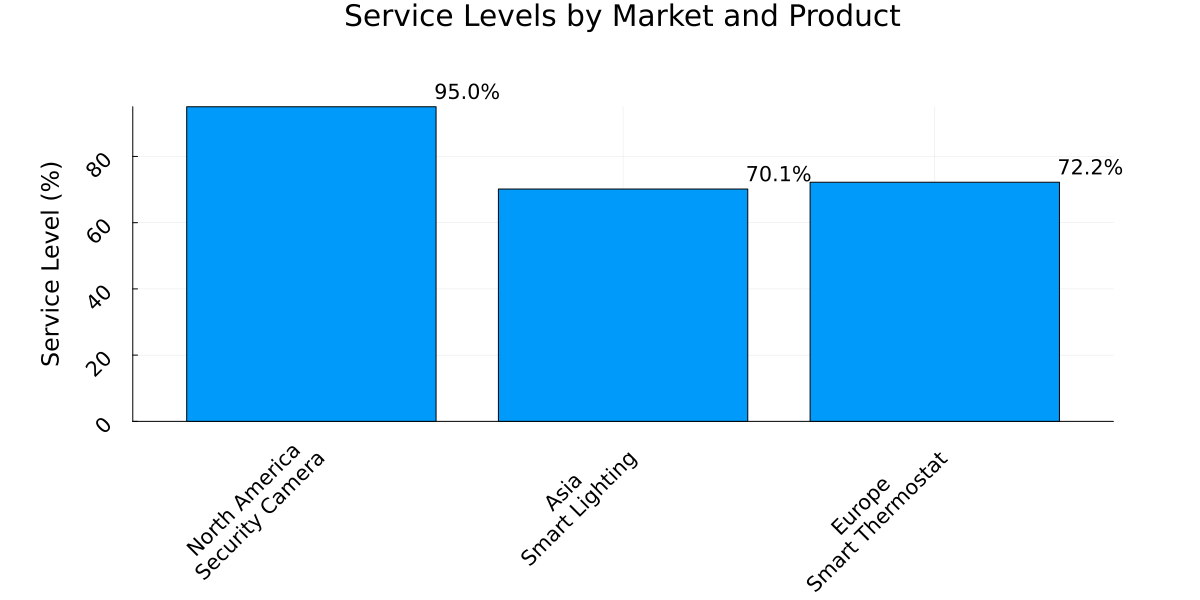 Service Levels by Market and Product
Service Level (%)
80
60
40
20
0
95.0%
70.1%
72.2%
North America
Security Camera
Asia
Smart Lighting
Europe
Smart Thermostat